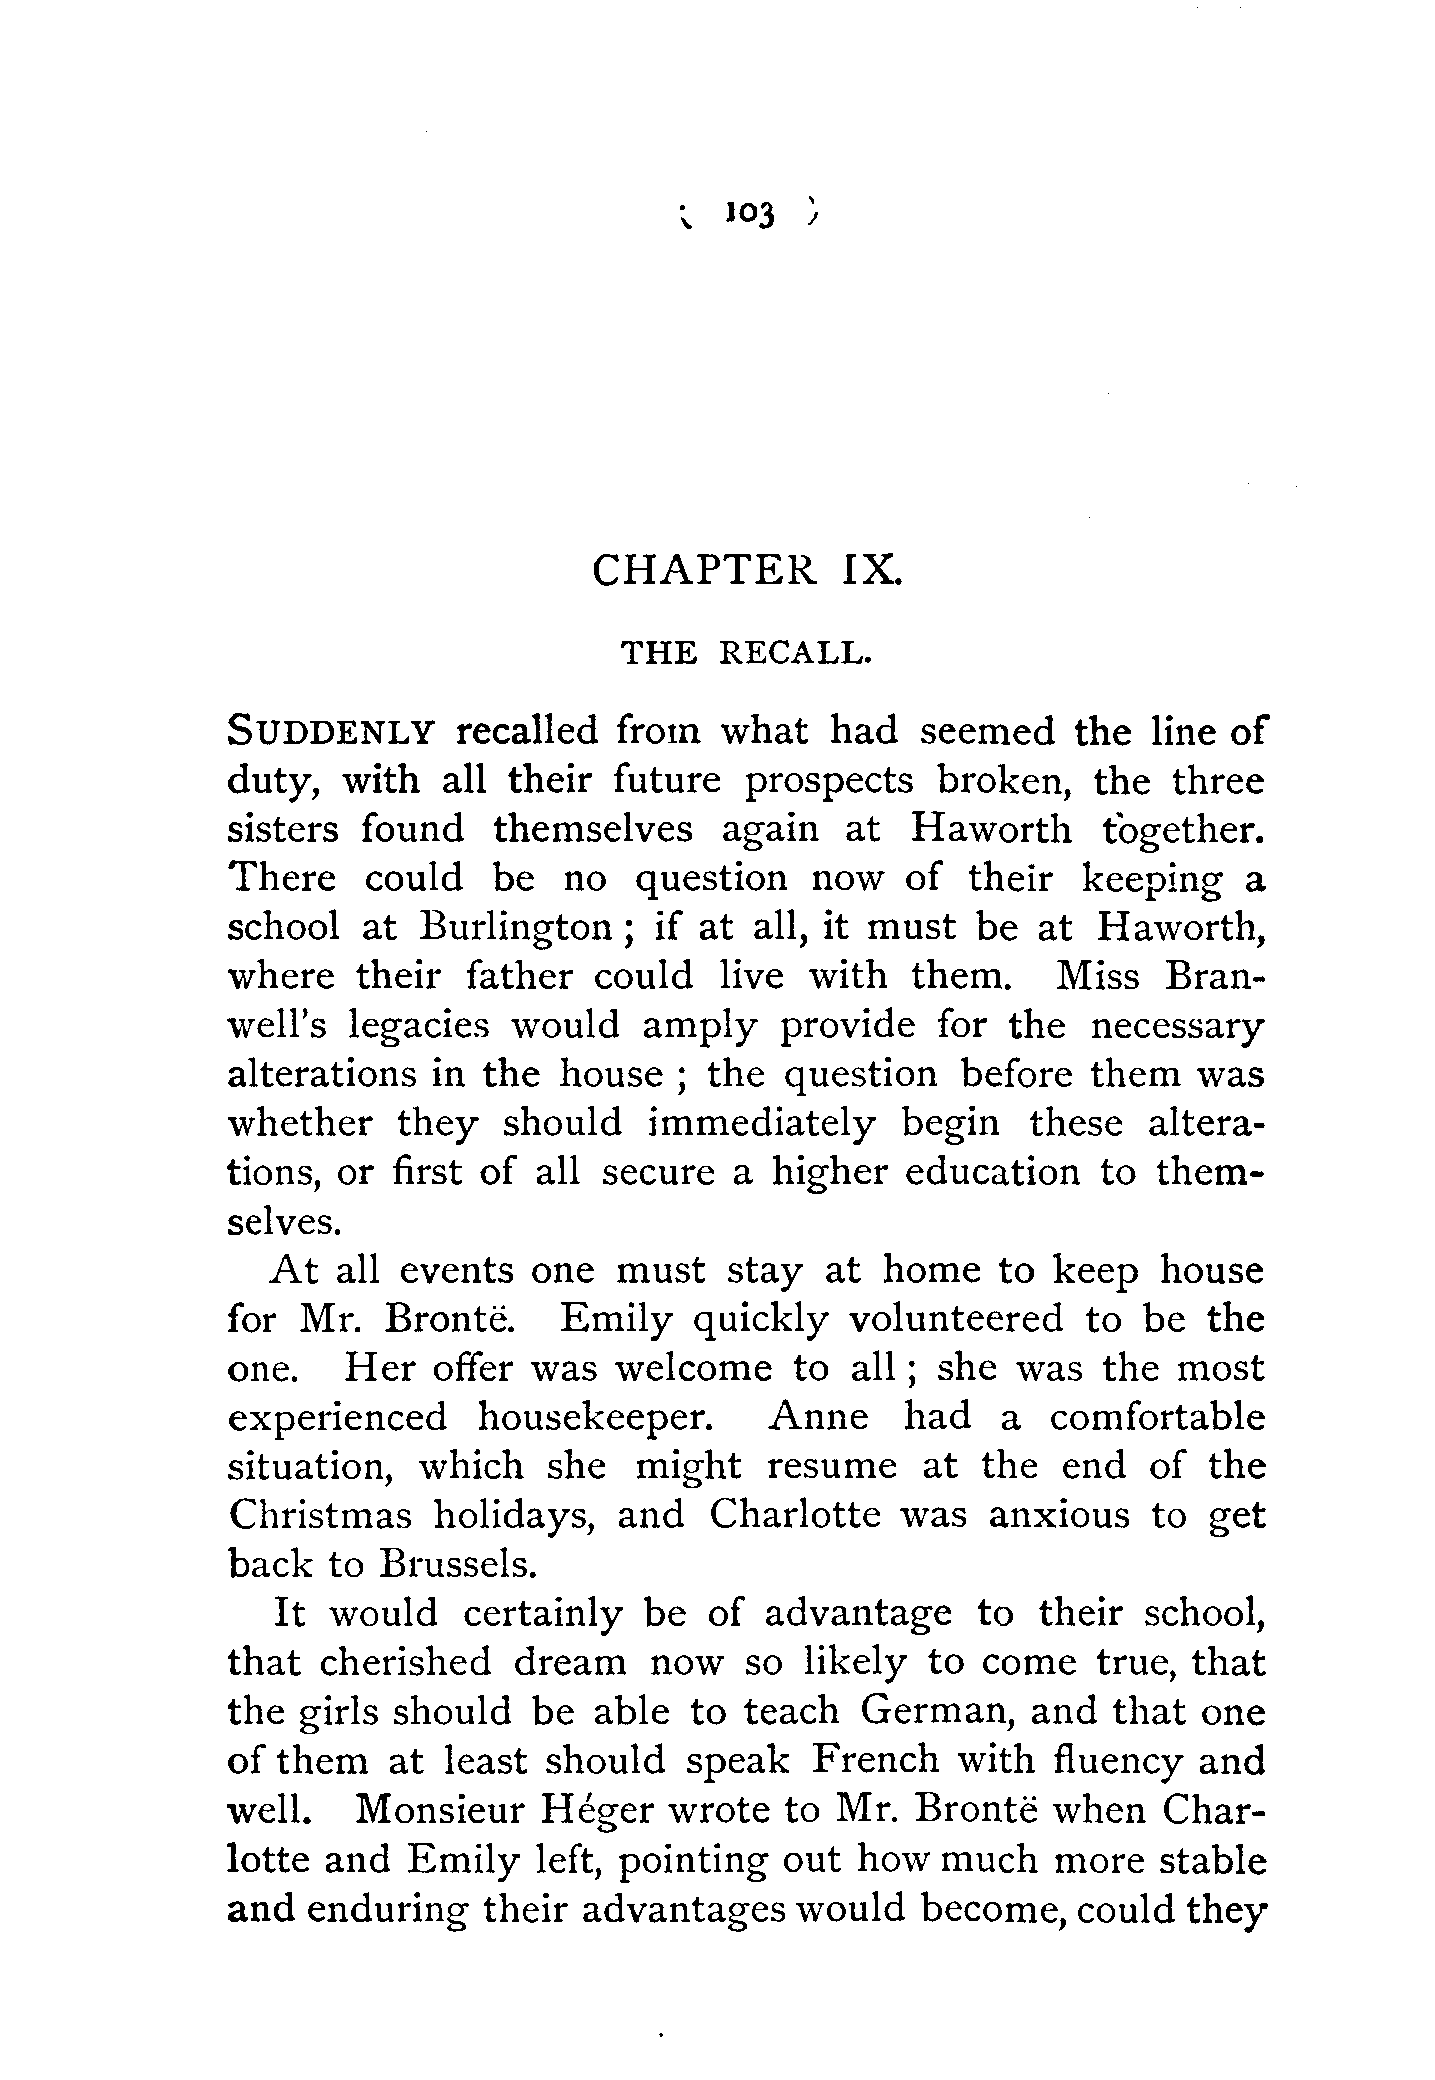 ( 103 )
CHAPTER IX.
THE RECALL.
SUDDENLY recalled from what had seemed the line of
duty, with all their future prospects broken, the three
sisters found themselves again at Haworth together.
There could be no question now of their keeping a
school at Burlington ; if at all, it must be at Haworth,
where their father could live with them. Miss Bran-
well's legacies would amply provide for the necessary
alterations in the house ; the question before them was
whether they should immediately begin these altera-
tions, or first of all secure a higher education to them-
selves.
At all events one must stay at home to keep house
for Mr. Brontë. Emily quickly volunteered to be the
one. Her offer was welcome to all ; she was the most
experienced housekeeper. Anne had a comfortable
situation, which she might resume at the end of the
Christmas holidays, and Charlotte was anxious to get
back to Brussels.
It would certainly be of advantage to their school,
that cherished dream now so likely to come true, that
the girls should be able to teach German, and that one
of them at least should speak French with fluency and
well. Monsieur Héger wrote to Mr. Brontë when Char-
lotte and Emily left, pointing out how much more stable
and enduring their advantages would become, could they